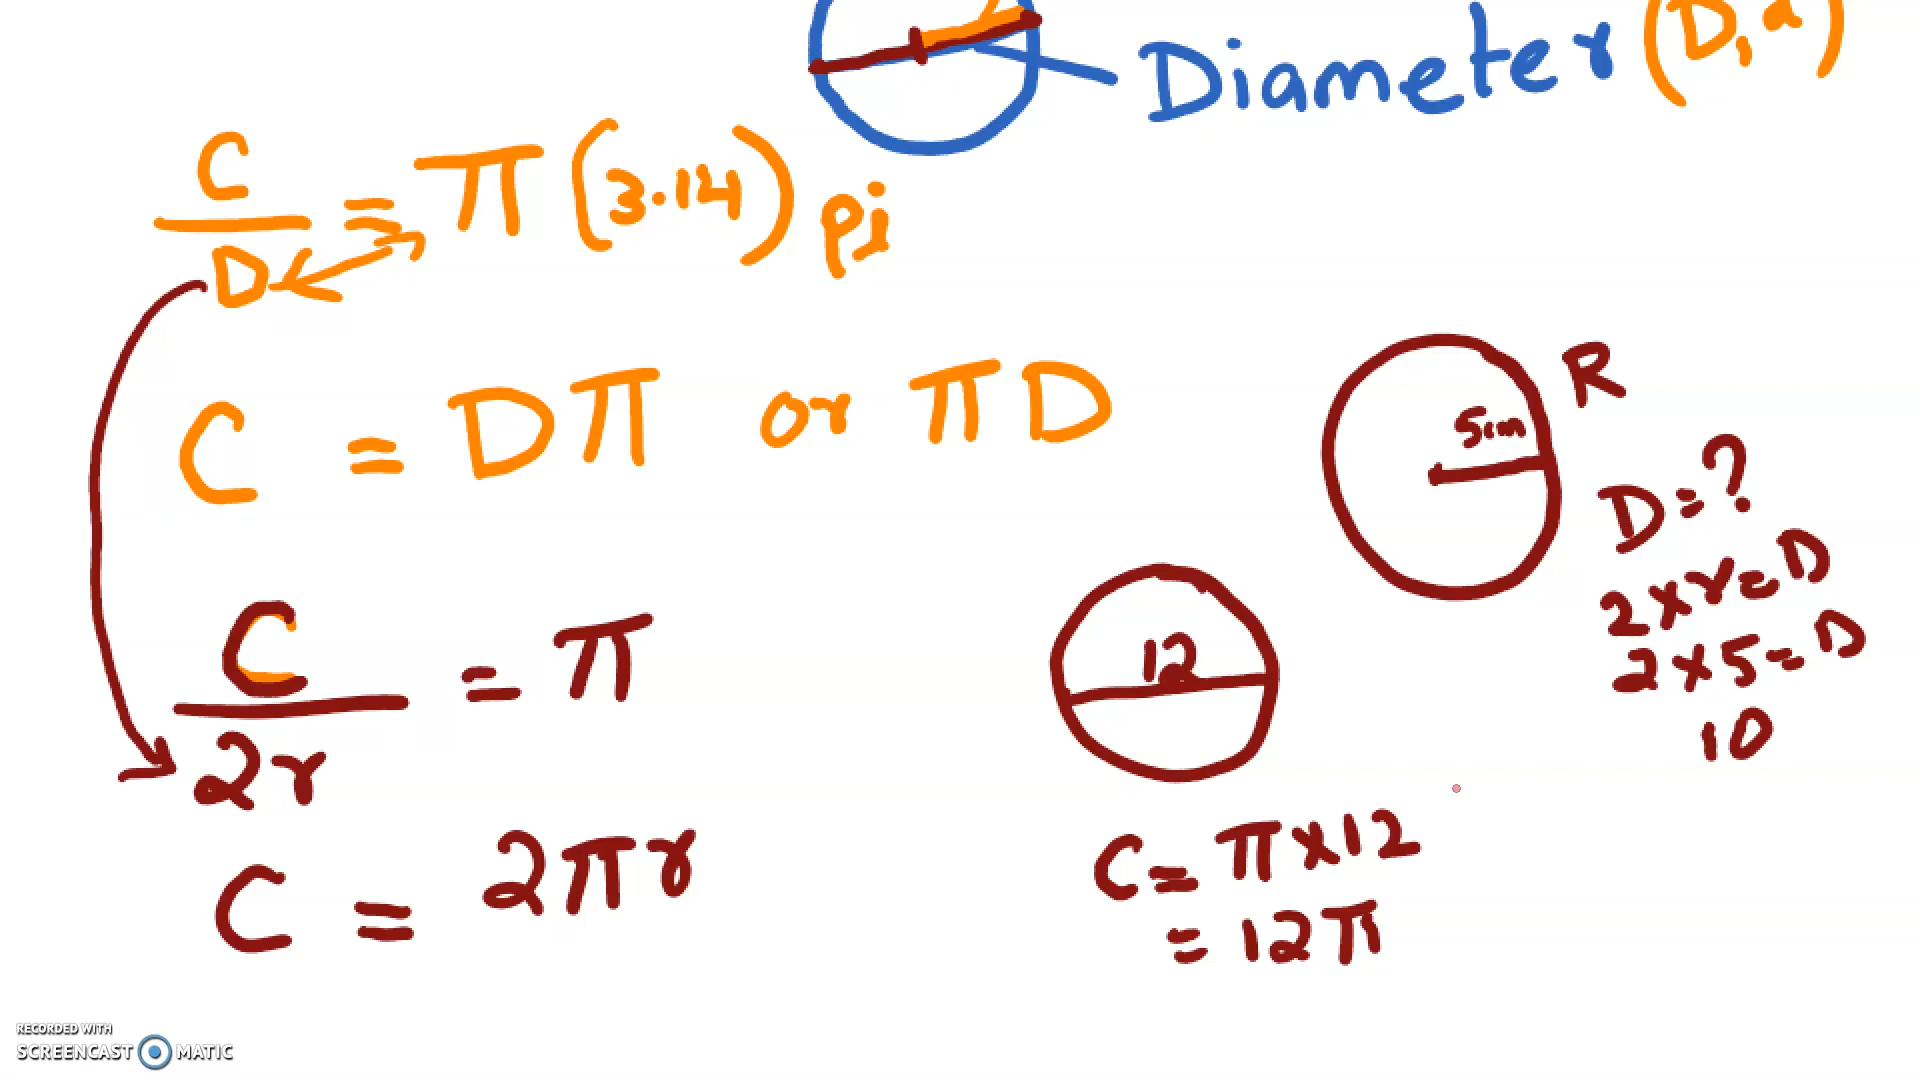 Diameter (D,
C/D = π (3.14) pi
C = Dπ or πD
R
5cm
D = ?
2×r=D
2×5=D
10
C/2r = π
C = 2πr
12
C= π×12
= 12π
RECORDED WITH
SCREENCAST MATIC